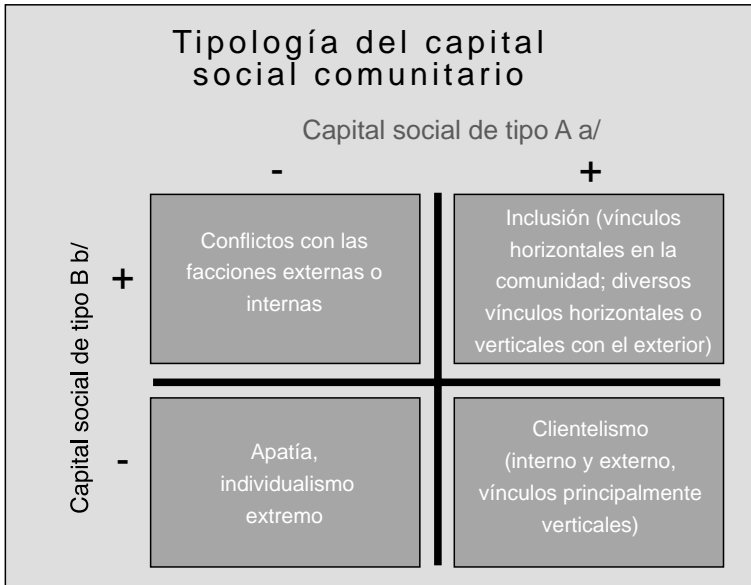 Tipología del capital
social comunitario
Capital social de tipo A a/
- +
Capital social de tipo B b/
+
Conflictos con las
facciones externas o
internas
Inclusión (vínculos
horizontales en la
comunidad; diversos
vínculos horizontales o
verticales con el exterior)
-
Apatía,
individualismo
extremo
Clientelismo
(interno y externo,
vínculos principalmente
verticales)